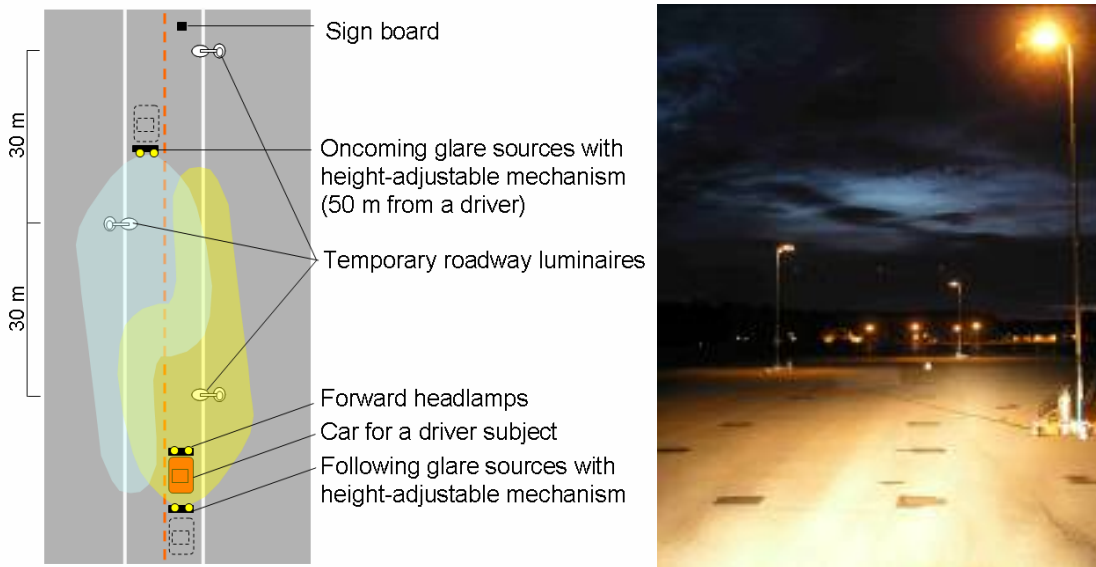 Sign board
30 m
Oncoming glare sources with
height-adjustable mechanism
(50 m from a driver)
Temporary roadway luminaires
30 m
Forward headlamps
Car for a driver subject
Following glare sources with
height-adjustable mechanism